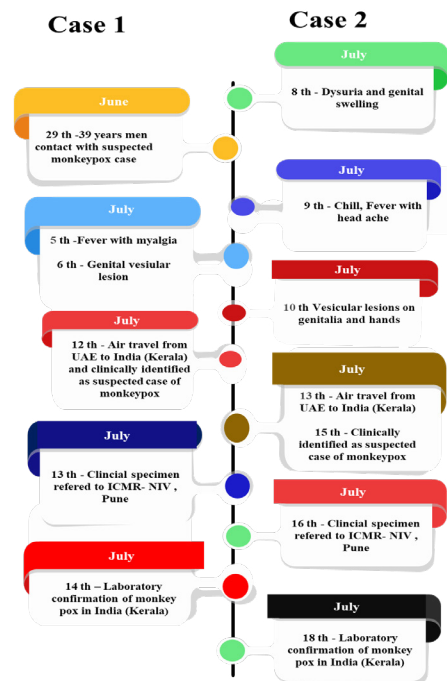 Case 1
June
29 th -39 years men
contact with suspected
monkeypox case
July
5 th -Fever with myalgia
6 th - Genital vesiular
lesion
July
12 th - Air travel from
UAE to India (Kerala)
and clinically identified
as suspected case of
monkeypox
July
13 th - Clincial specimen
refered to ICMR- NIV ,
Pune
July
14 th – Laboratory
confirmation of monkey
pox in India (Kerala)
Case 2
July
8 th - Dysuria and genital
swelling
July
9 th - Chill, Fever with
head ache
July
10 th Vesicular lesions on
genitalia and hands
July
13 th - Air travel from
UAE to India (Kerala)
15 th - Clinically
identified as suspected
case of monkeypox
July
16 th - Clincial specimen
refered to ICMR- NIV ,
Pune
July
18 th - Laboratory
confirmation of monkey
pox in India (Kerala)